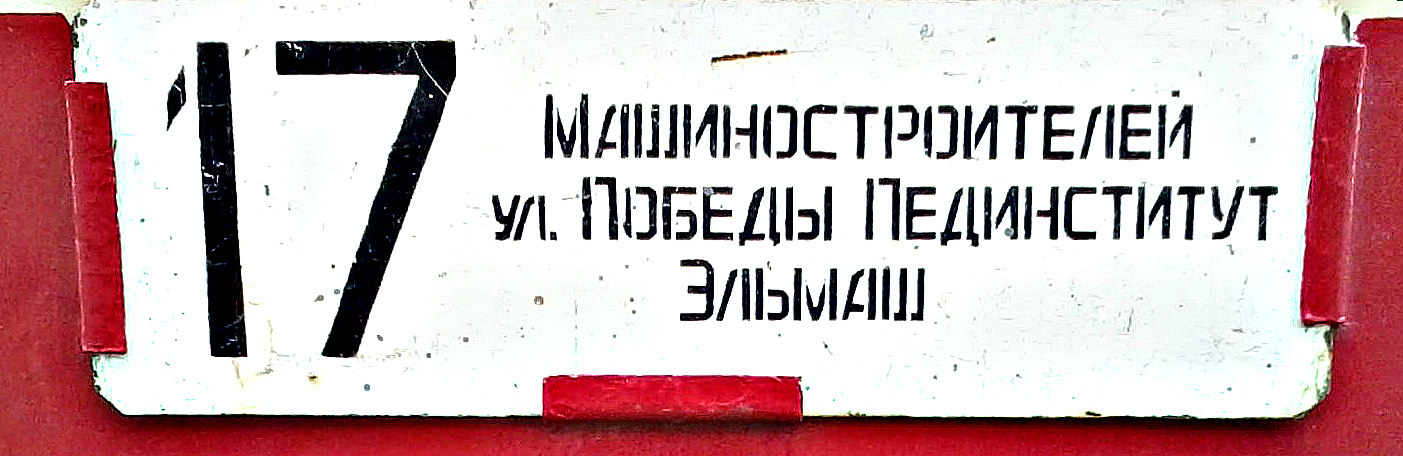 17
Машиностроителей
ул. Победы Пединститут
Эльмаш